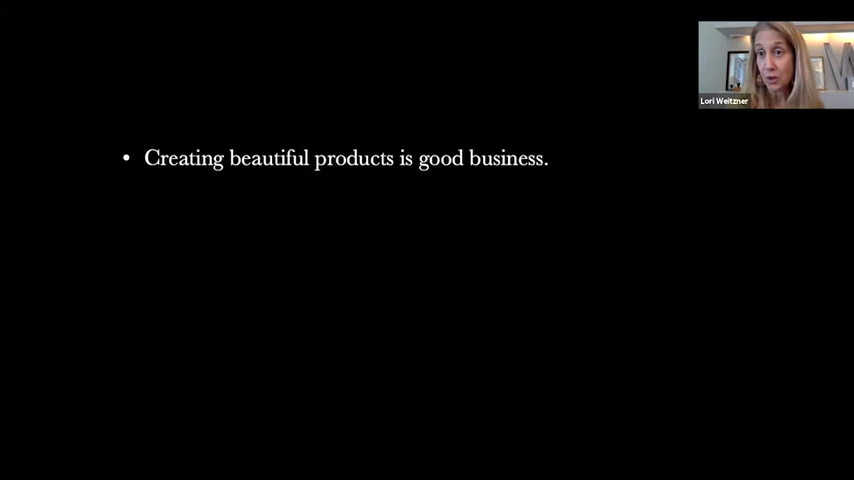 • Creating beautiful products is good business.
Lori Weitzner
W